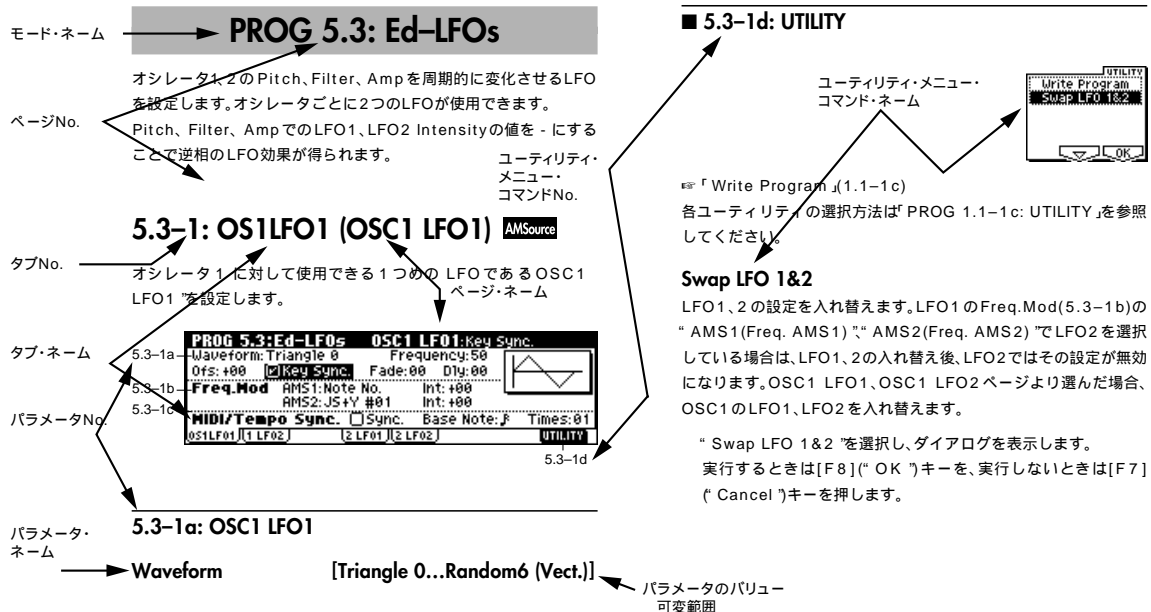 モード・ネーム
PROG 5.3: Ed–LFOs
オシレータ1、2のPitch、Filter、Ampを周期的に変化させるLFO
を設定します。オシレータごとに2つのLFOが使用できます。
ページNo.
Pitch、Filter、AmpでのLFO1、LFO2 Intensityの値を - にする
ことで逆相のLFO効果が得られます。
ユーティリティ・
メニュー・
コマンドNo.
5.3–1: OS1LFO1 (OSC1 LFO1) AMSource
タブNo.
オシレータ1 に対して使用できる1つめの LFOであるOSC1
LFO1 ”を設定します。
ページ・ネーム
タブ・ネーム
PROG 5.3:Ed–LFOs OSC1 LFO1:Key Sync.
5.3–1a
Waveform:Triangle 0 Frequency:50
Ofs:+00 Key Sync. Fade:00 Dly:00
5.3–1b
Freq.Mod AMS1:Note No. Int:+00
AMS2:JS+Y #01 Int:+00
5.3–1c
MIDI/Tempo Sync. Sync. Base Note:♪ Times:01
OS1LFO1 1 LFO2 2 LFO1 2 LFO2 UTILITY
5.3–1d
パラメータNo.
5.3–1a: OSC1 LFO1
パラメータ・
ネーム
Waveform [Triangle 0...Random6 (Vect.)]
パラメータのバリュー
可変範囲
■ 5.3–1d: UTILITY
ユーティリティ・メニュー・
コマンド・ネーム
UTILITY
Write Program
Swap LFO 1&2
OK
☞「 Write Program 」(1.1–1c)
各ユーティリティの選択方法は「 PROG 1.1–1c: UTILITY 」を参照
してください。
Swap LFO 1&2
LFO1、2の設定を入れ替えます。LFO1のFreq.Mod(5.3–1b)の
“ AMS1(Freq. AMS1) ”、“ AMS2(Freq. AMS2) ”でLFO2を選択
している場合は、LFO1、2の入れ替え後、LFO2ではその設定が無効
になります。OSC1 LFO1、OSC1 LFO2ページより選んだ場合、
OSC1のLFO1、LFO2を入れ替えます。
“ Swap LFO 1&2 ”を選択し、ダイアログを表示します。
実行するときは[F8](“ OK ”)キーを、実行しないときは[F7]
(“ Cancel ”)キーを押します。